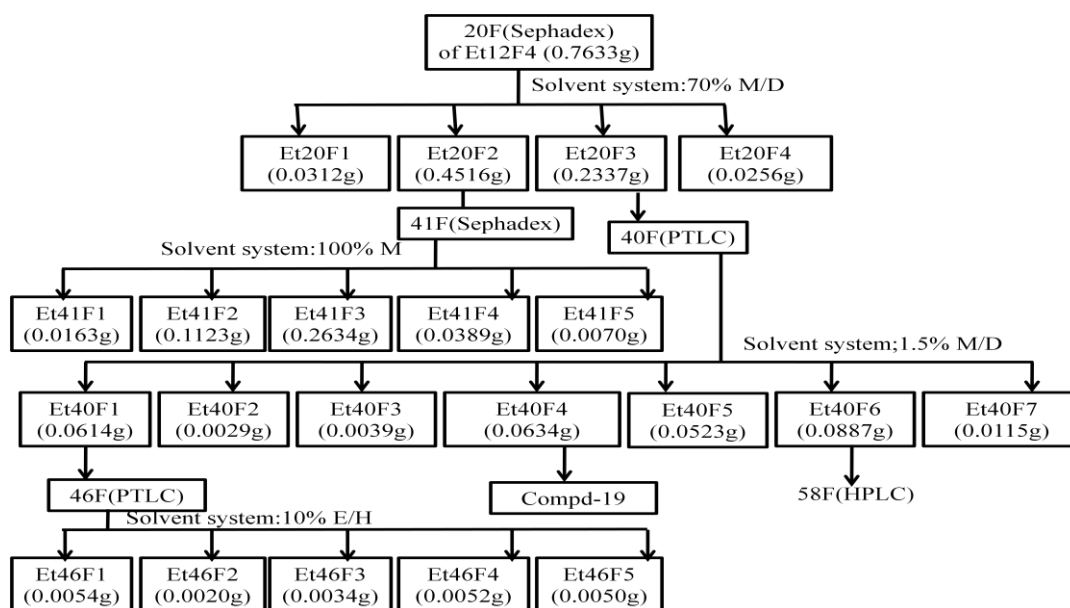 20F(Sephadex)
of Et12F4 (0.7633g)
Solvent system:70% M/D
Et20F1
(0.0312g)
Et20F2
(0.4516g)
Et20F3
(0.2337g)
Et20F4
(0.0256g)
41F(Sephadex)
40F(PTLC)
Solvent system:100% M
Et41F1
(0.0163g)
Et41F2
(0.1123g)
Et41F3
(0.2634g)
Et41F4
(0.0389g)
Et41F5
(0.0070g)
Solvent system;1.5% M/D
Et40F1
(0.0614g)
Et40F2
(0.0029g)
Et40F3
(0.0039g)
Et40F4
(0.0634g)
Et40F5
(0.0523g)
Et40F6
(0.0887g)
Et40F7
(0.0115g)
46F(PTLC)
Compd-19
58F(HPLC)
Solvent system:10% E/H
Et46F1
(0.0054g)
Et46F2
(0.0020g)
Et46F3
(0.0034g)
Et46F4
(0.0052g)
Et46F5
(0.0050g)